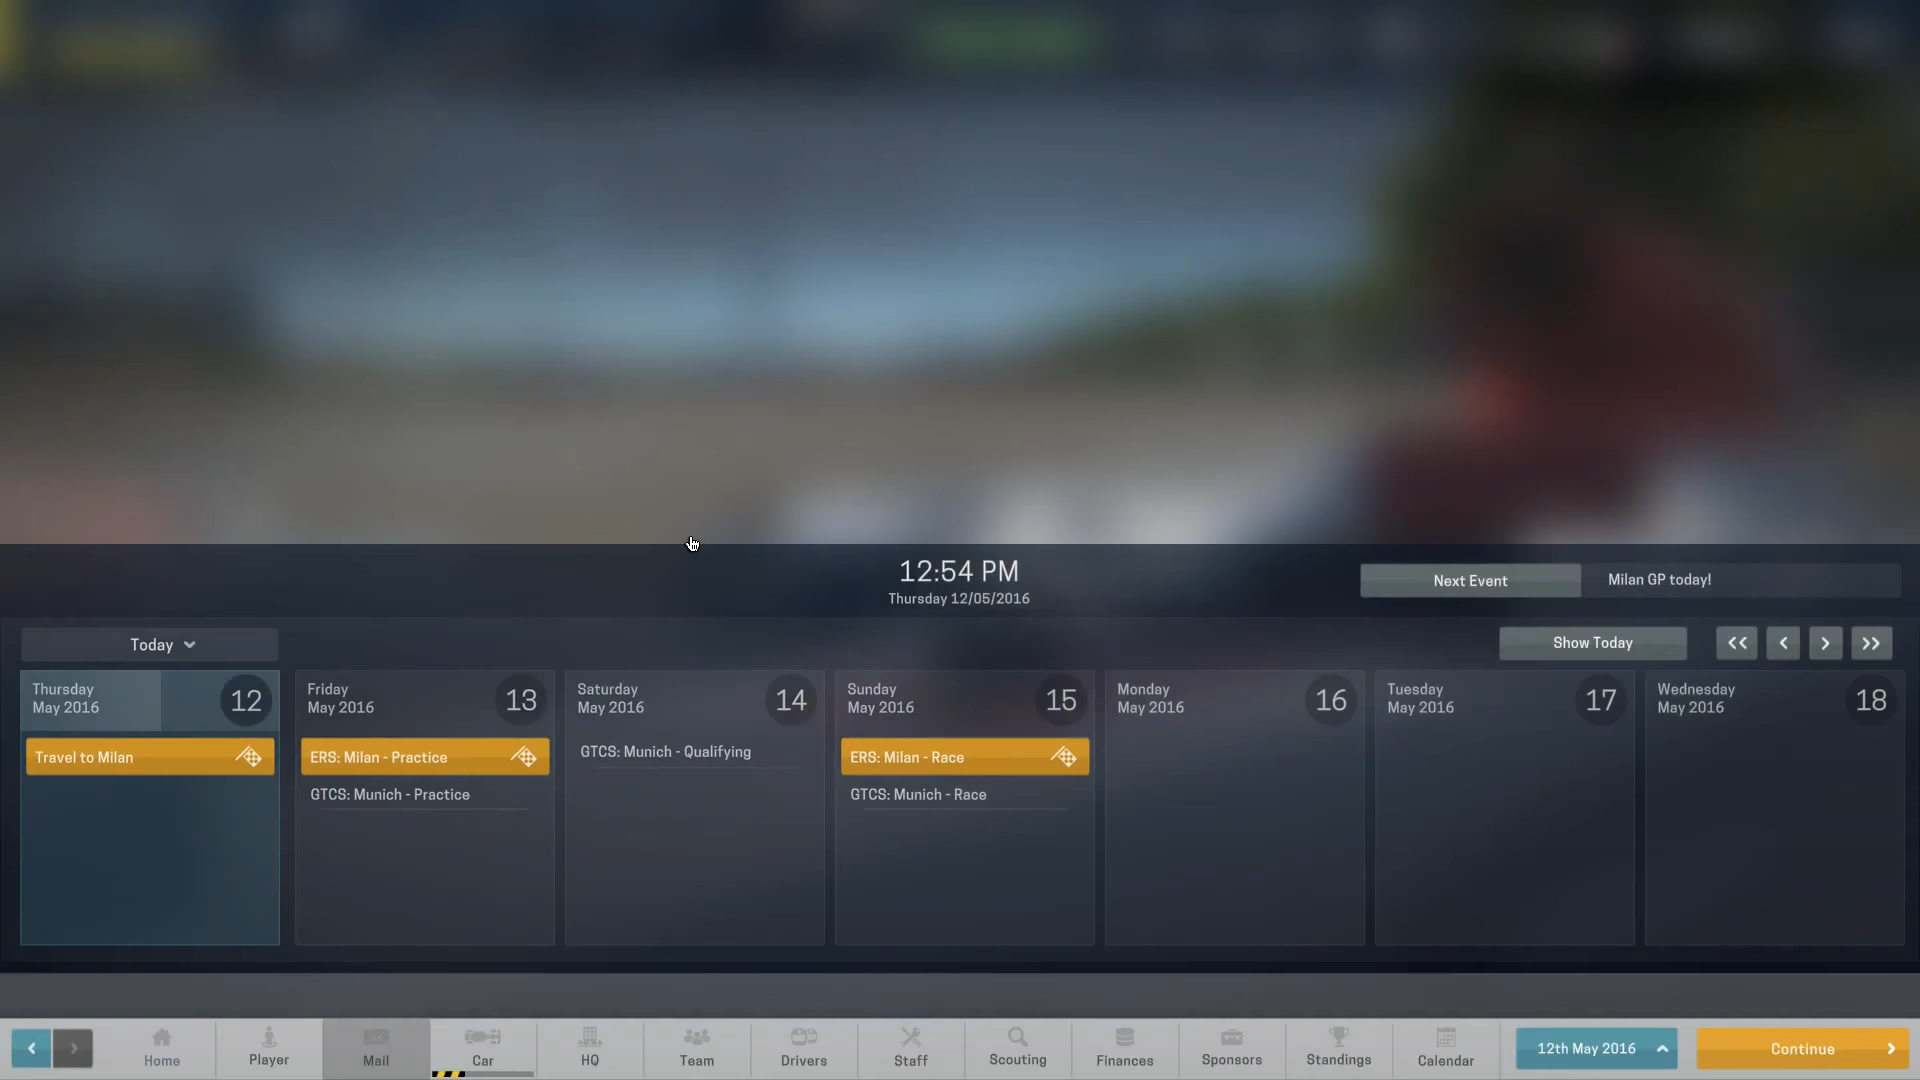 12:54 PM
Thursday 12/05/2016
Next Event
Milan GP today!
Today
Show Today
Thursday
May 2016
12
Friday
May 2016
13
Saturday
May 2016
14
Sunday
May 2016
15
Monday
May 2016
16
Tuesday
May 2016
17
Wednesday
May 2016
18
Travel to Milan
ERS: Milan - Practice
GTCS: Munich - Practice
GTCS: Munich - Qualifying
ERS: Milan - Race
GTCS: Munich - Race
Home
Player
Mail
Car
HQ
Team
Drivers
Staff
Scouting
Finances
Sponsors
Standings
Calendar
12th May 2016
Continue